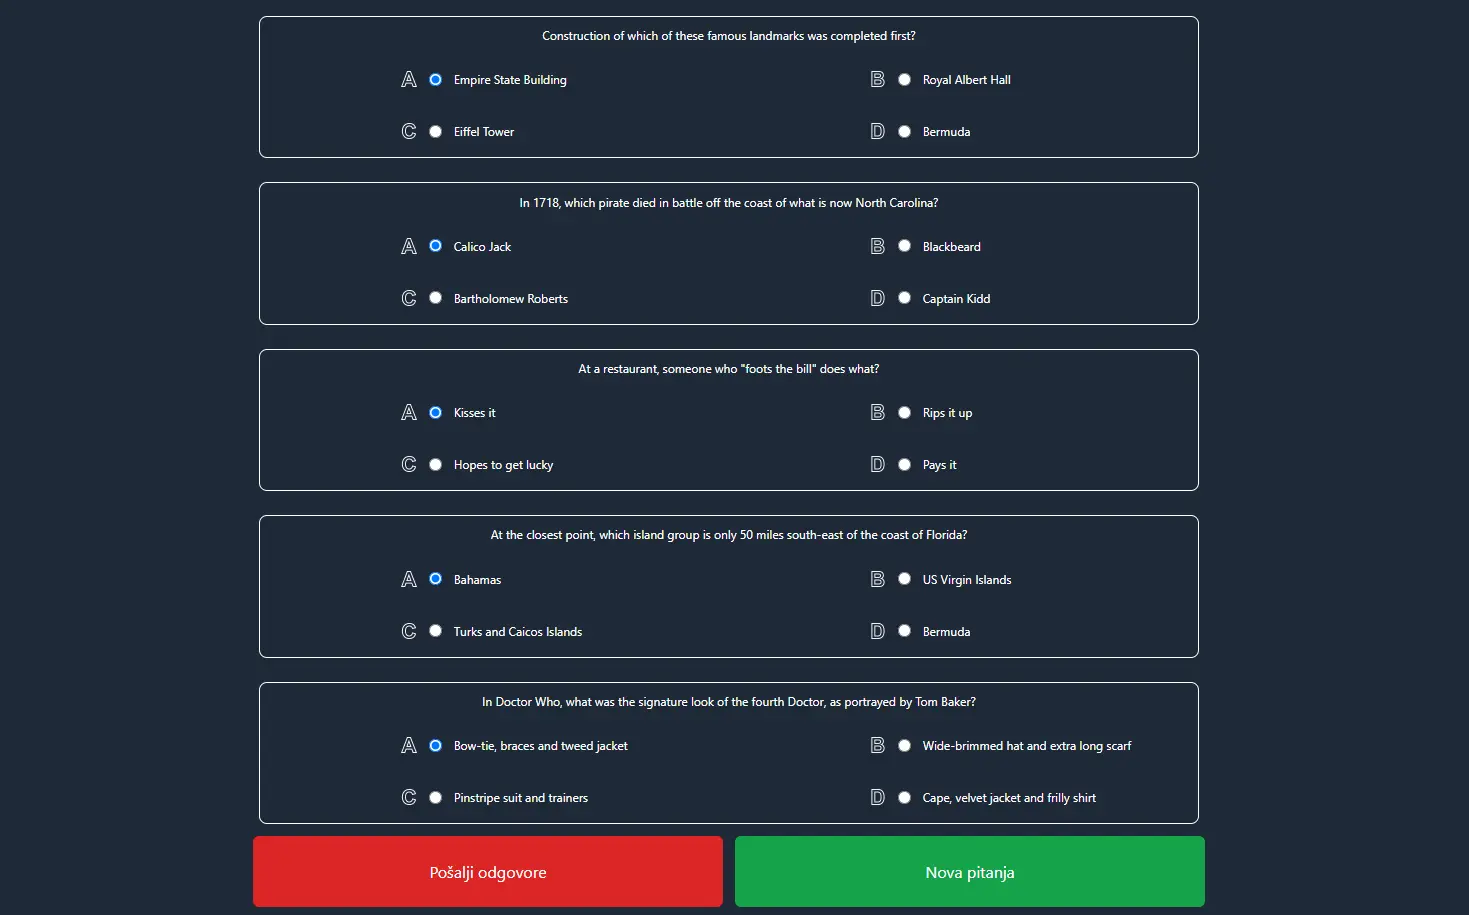 Construction of which of these famous landmarks was completed first?
A Empire State Building
B Royal Albert Hall
C Eiffel Tower
D Bermuda
In 1718, which pirate died in battle off the coast of what is now North Carolina?
A Calico Jack
B Blackbeard
C Bartholomew Roberts
D Captain Kidd
At a restaurant, someone who "foots the bill" does what?
A Kisses it
B Rips it up
C Hopes to get lucky
D Pays it
At the closest point, which island group is only 50 miles south-east of the coast of Florida?
A Bahamas
B US Virgin Islands
C Turks and Caicos Islands
D Bermuda
In Doctor Who, what was the signature look of the fourth Doctor, as portrayed by Tom Baker?
A Bow-tie, braces and tweed jacket
B Wide-brimmed hat and extra long scarf
C Pinstripe suit and trainers
D Cape, velvet jacket and frilly shirt
Pošalji odgovore
Nova pitanja